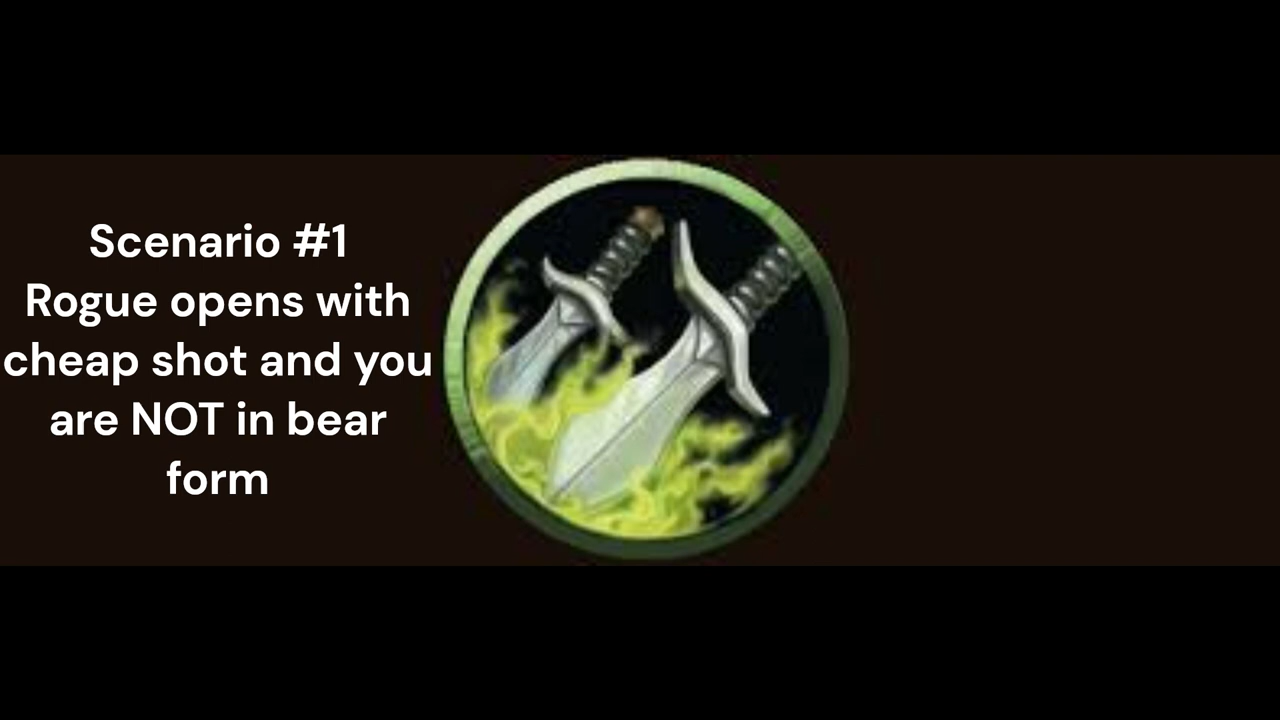 Scenario #1
Rogue opens with
cheap shot and you
are NOT in bear
form